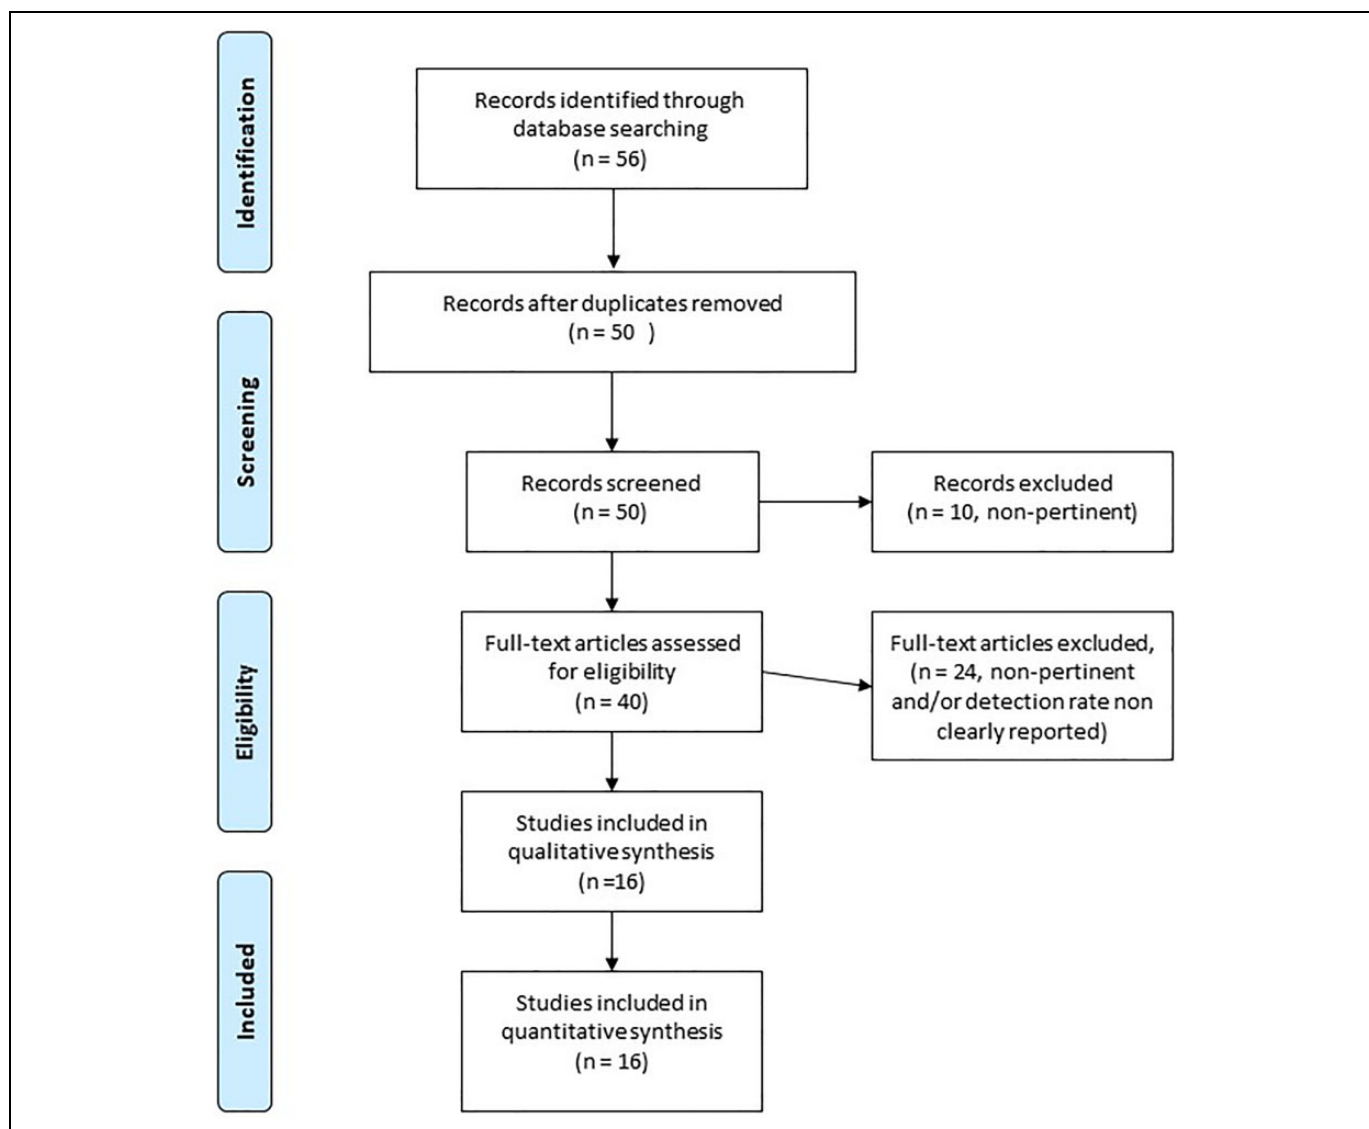 Identification
Records identified through
database searching
(n = 56)
Records after duplicates removed
(n = 50   )
Screening
Records screened
(n = 50)
Records excluded
(n = 10, non-pertinent)
Eligibility
Full-text articles assessed
for eligibility
(n = 40)
Full-text articles excluded,
(n = 24, non-pertinent
and/or detection rate non
clearly reported)
Studies included in
qualitative synthesis
(n =16)
Included
Studies included in
quantitative synthesis
(n = 16)